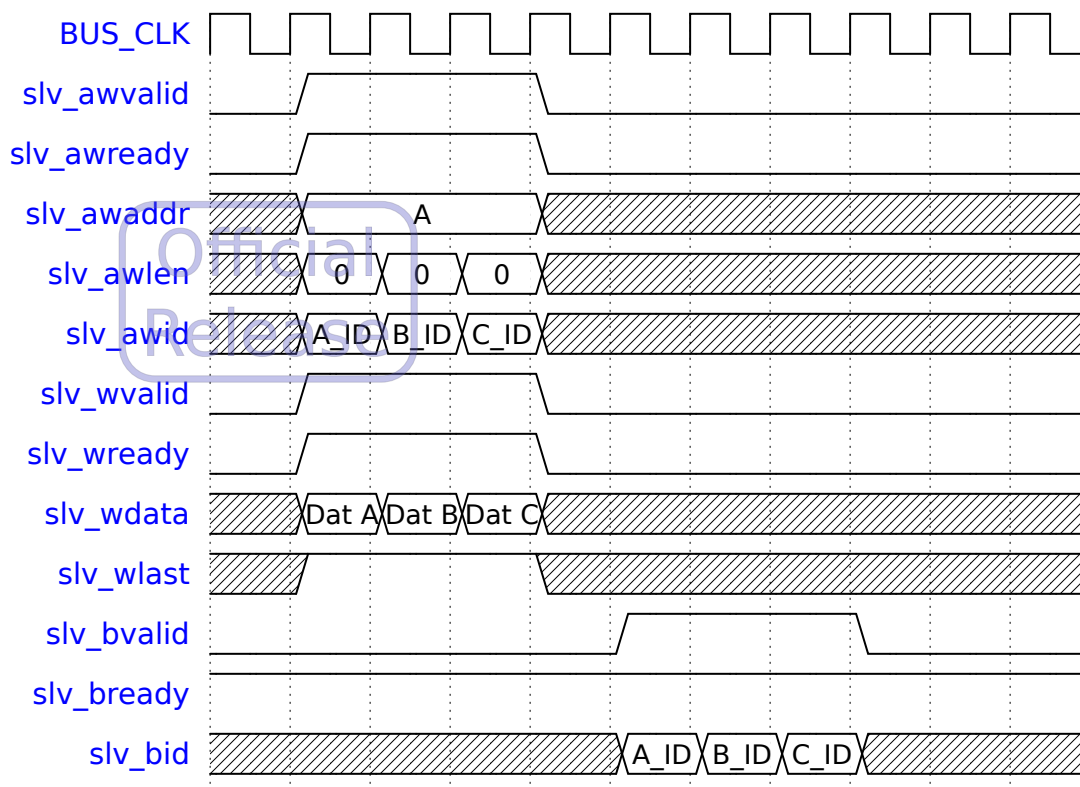 BUS_CLK
slv_awvalid
slv_awready
slv_awaddr A
slv_awlen 0 0 0
slv_awid A_ID B_ID C_ID
slv_wvalid
slv_wready
slv_wdata Dat A Dat B Dat C
slv_wlast
slv_bvalid
slv_bready
slv_bid A_ID B_ID C_ID
Official
Release